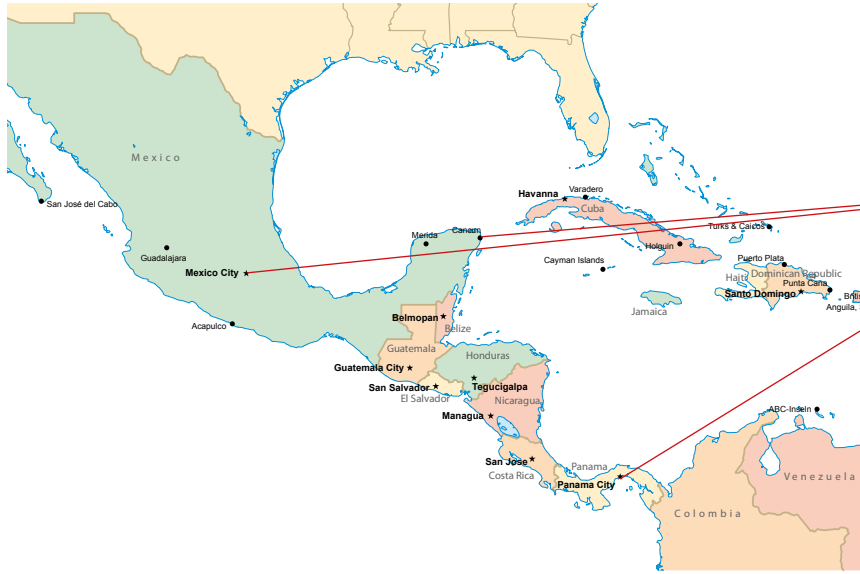 Mexico
San José del Cabo
Guadalajara
Mexico City
Acapulco
Merida
Cancun
Havanna
Varadero
Cuba
Holguin
Turks & Caicos
Cayman Islands
Jamaica
Puerto Plata
Dominican Republic
Haiti
Punta Cana
Santo Domingo
Briti
Anguila, S
Belmopan
Belize
Guatemala
Guatemala City
Honduras
Tegucigalpa
San Salvador
El Salvador
Nicaragua
Managua
San Jose
Costa Rica
Panama
Panama City
ABC-Inseln
Colombia
Venezuela